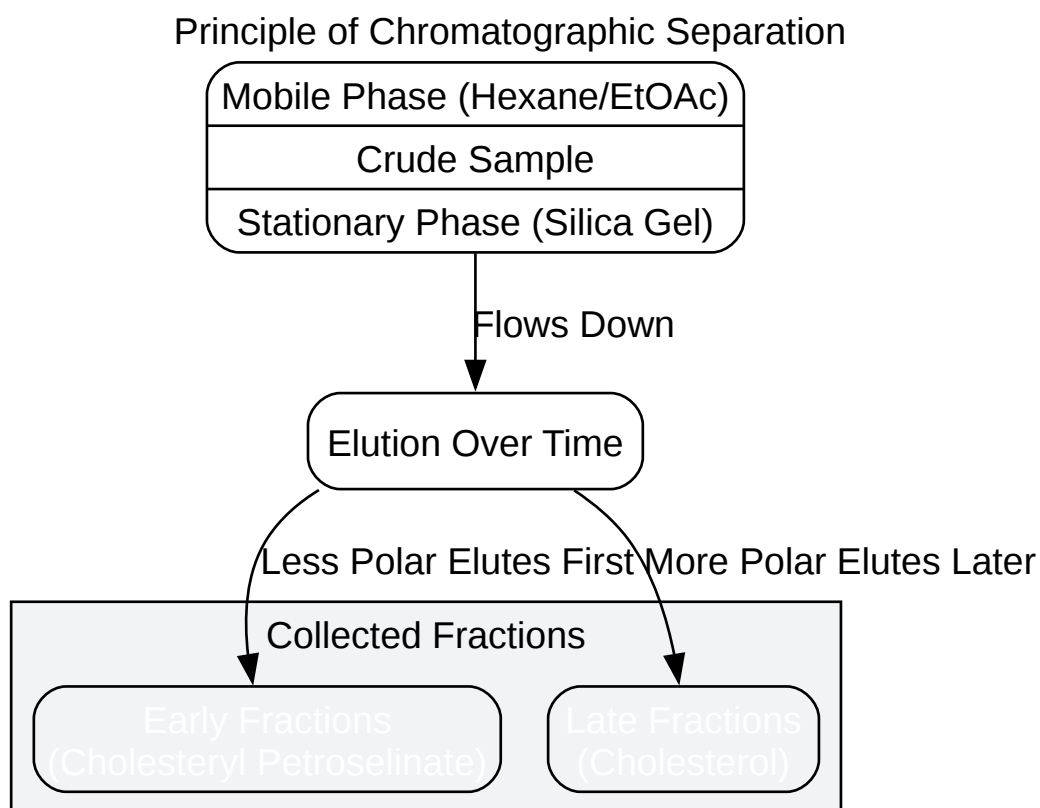 Principle of Chromatographic Separation
Mobile Phase (Hexane/EtOAc)
Crude Sample
Stationary Phase (Silica Gel)
Flows Down
Elution Over Time
Less Polar Elutes First
More Polar Elutes Later
Collected Fractions
Early Fractions
(Cholesteryl Petroselinate)
Late Fractions
(Cholesterol)